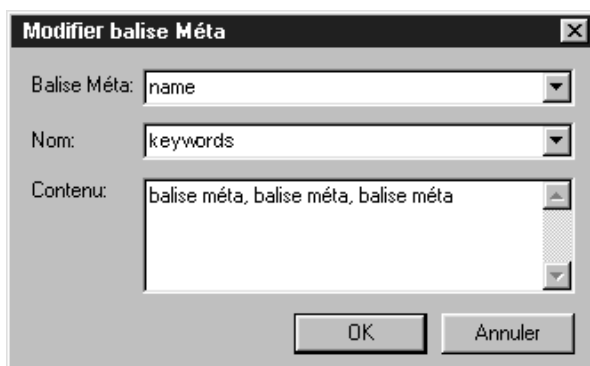 Modifier balise Méta
Balise Méta: name
Nom: keywords
Contenu: balise méta, balise méta, balise méta
OK Annuler